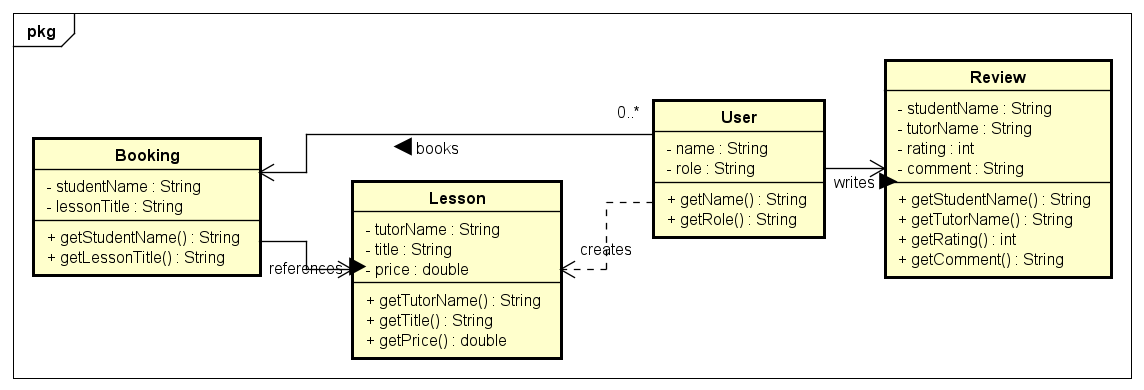 pkg
Booking
- studentName : String
- lessonTitle : String
+ getStudentName() : String
+ getLessonTitle() : String
books
0..*
references
Lesson
- tutorName : String
- title : String
- price : double
+ getTutorName() : String
+ getTitle() : String
+ getPrice() : double
creates
User
- name : String
- role : String
+ getName() : String
+ getRole() : String
writes
Review
- studentName : String
- tutorName : String
- rating : int
- comment : String
+ getStudentName() : String
+ getTutorName() : String
+ getRating() : int
+ getComment() : String